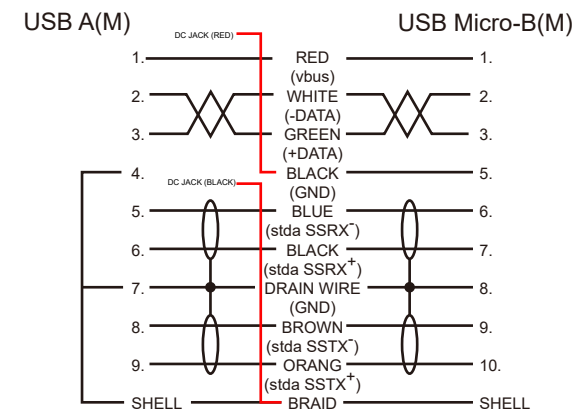 USB A(M) USB Micro-B(M)
DC JACK (RED)
1. RED 1.
(vbus)
2. WHITE 2.
(-DATA)
3. GREEN 3.
(+DATA)
4. BLACK 5.
DC JACK (BLACK)
(GND)
5. BLUE 6.
(stda SSRX-)
6. BLACK 7.
(stda SSRX+)
7. DRAIN WIRE 8.
(GND)
8. BROWN 9.
(stda SSTX-)
9. ORANG 10.
(stda SSTX+)
SHELL BRAID SHELL